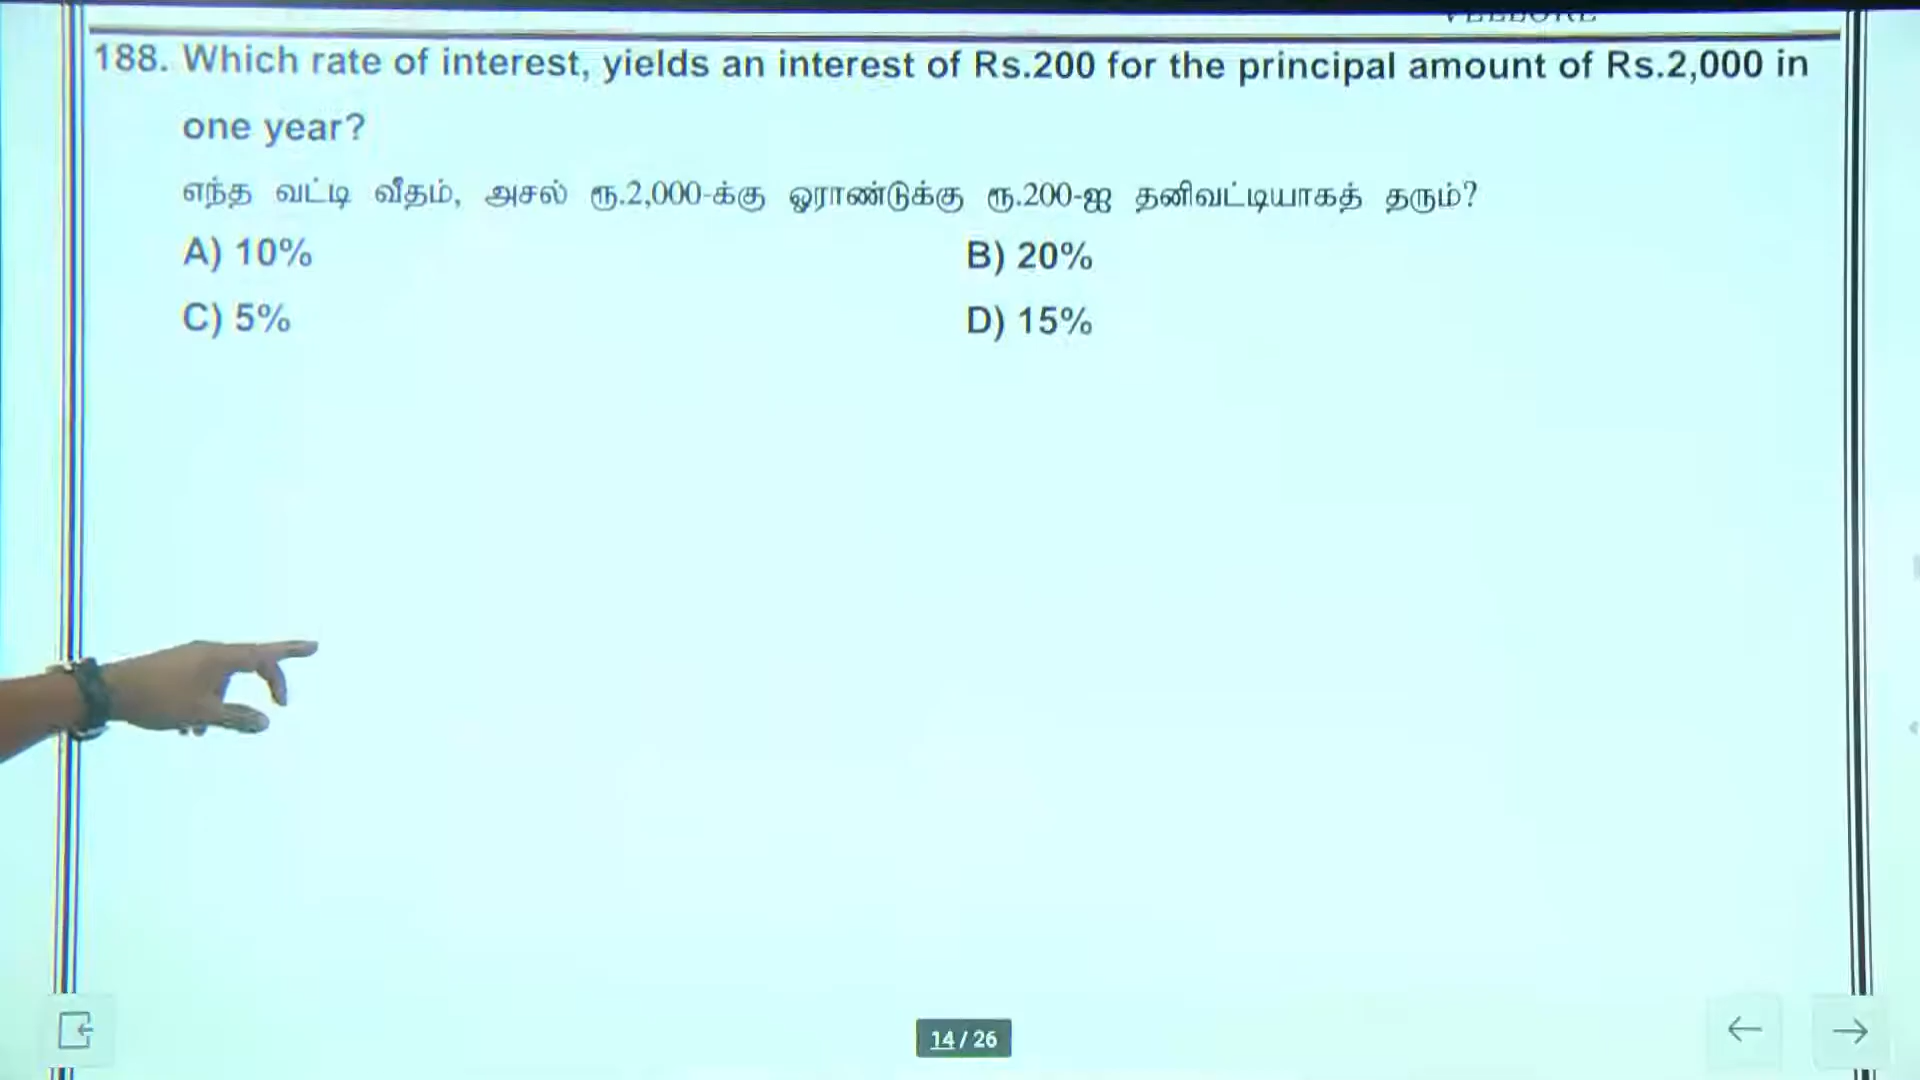 188. Which rate of interest, yields an interest of Rs.200 for the principal amount of Rs.2,000 in
one year?
எந்த வட்டி வீதம், அசல் ரூ.2,000-க்கு ஓராண்டுக்கு ரூ.200-ஐ தனிவட்டியாகத் தரும்?
A) 10%
B) 20%
C) 5%
D) 15%
14 / 26